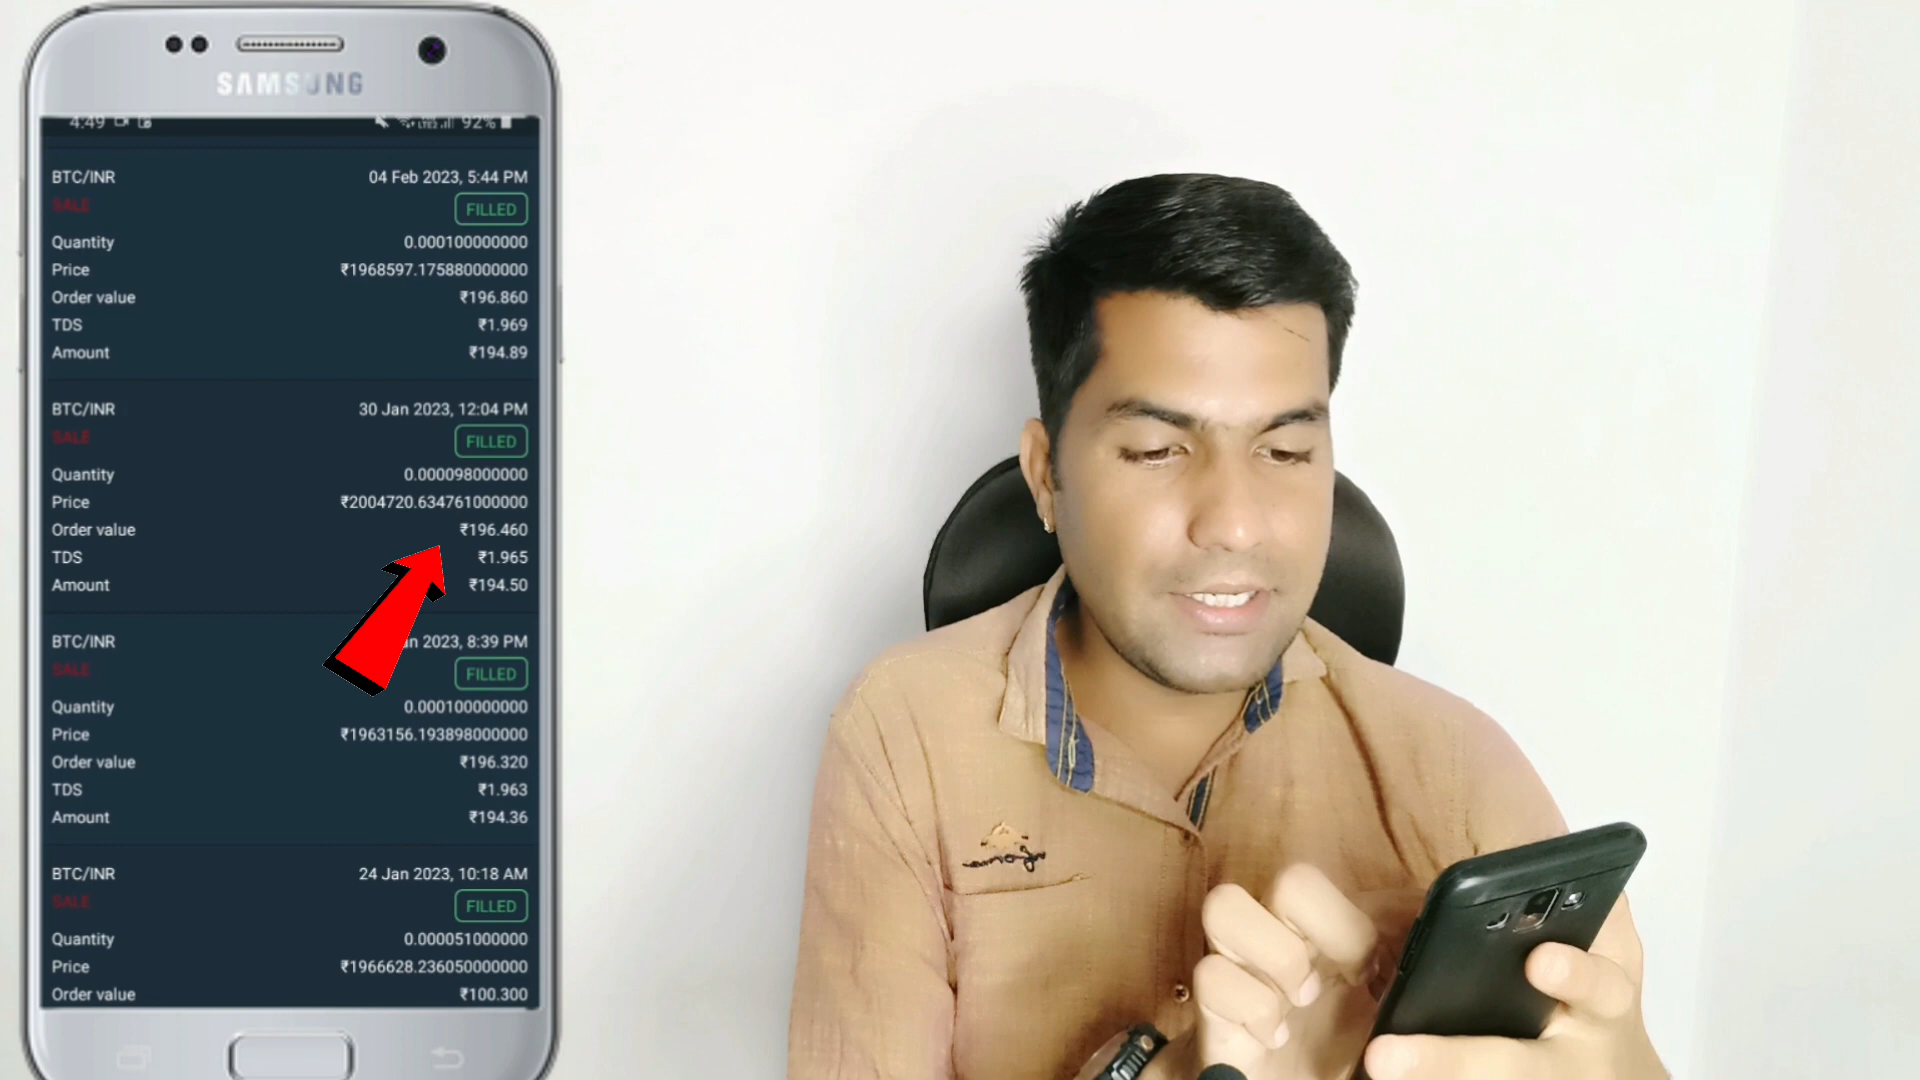 SAMSUNG
4:49 92%
BTC/INR 04 Feb 2023, 5:44 PM
SALE FILLED
Quantity 0.000100000000
Price ₹1968597.175880000000
Order value ₹196.860
TDS ₹1.969
Amount ₹194.89
BTC/INR 30 Jan 2023, 12:04 PM
SALE FILLED
Quantity 0.000098000000
Price ₹2004720.634761000000
Order value ₹196.460
TDS ₹1.965
Amount ₹194.50
BTC/INR 2023, 8:39 PM
SALE FILLED
Quantity 0.000100000000
Price ₹1963156.193898000000
Order value ₹196.320
TDS ₹1.963
Amount ₹194.36
BTC/INR 24 Jan 2023, 10:18 AM
SALE FILLED
Quantity 0.000051000000
Price ₹1966628.236050000000
Order value ₹100.300